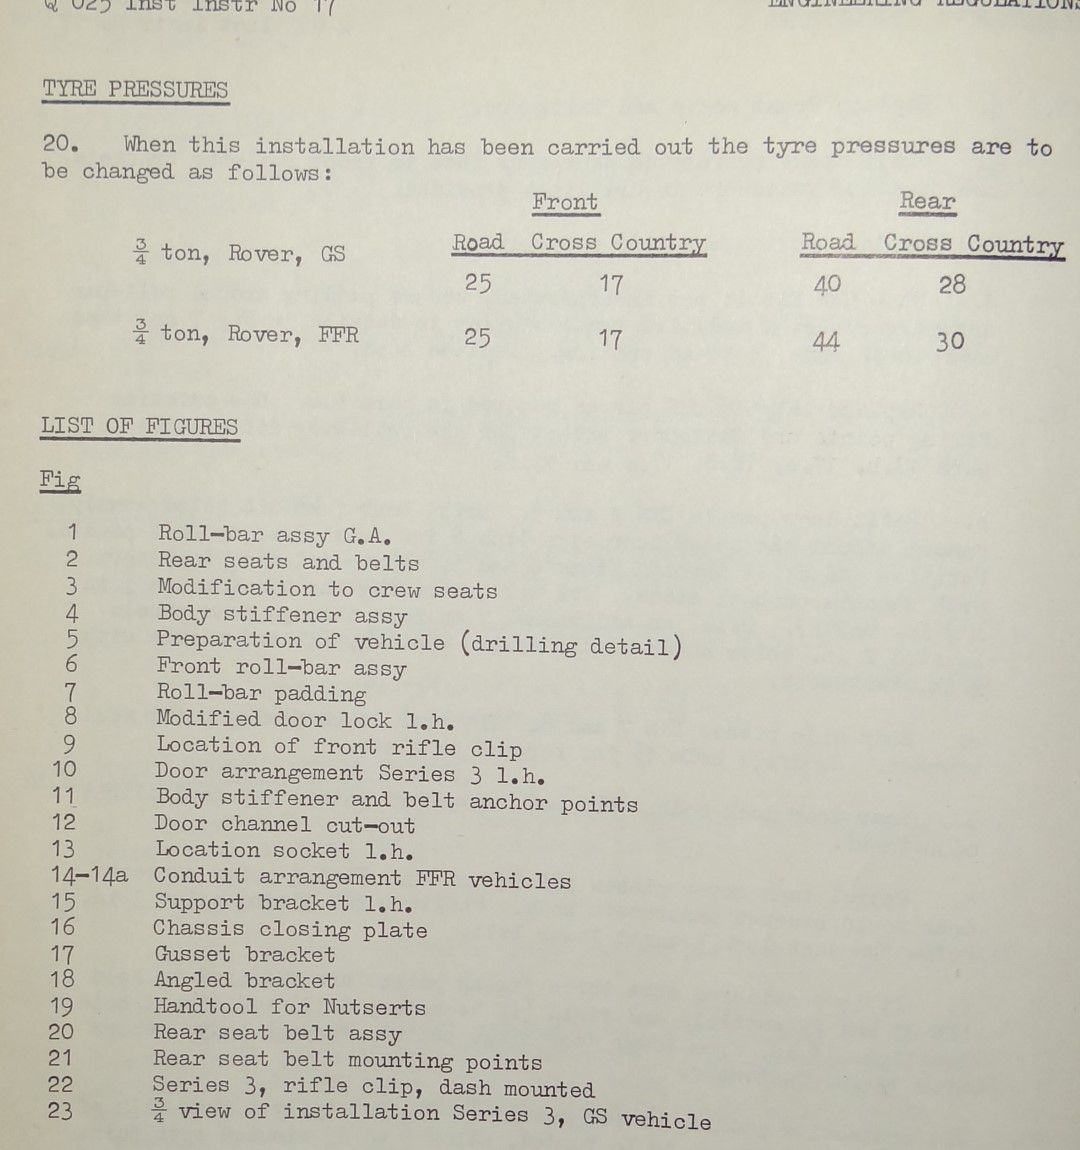 Q 025 Inst Instr No 17 ENGINEERING REGULATIONS
TYRE PRESSURES
20. When this installation has been carried out the tyre pressures are to
be changed as follows:
Front Rear
¾ ton, Rover, GS Road Cross Country Road Cross Country
25 17 40 28
¾ ton, Rover, FFR 25 17 44 30
LIST OF FIGURES
Fig
1 Roll-bar assy G.A.
2 Rear seats and belts
3 Modification to crew seats
4 Body stiffener assy
5 Preparation of vehicle (drilling detail)
6 Front roll-bar assy
7 Roll-bar padding
8 Modified door lock l.h.
9 Location of front rifle clip
10 Door arrangement Series 3 l.h.
11 Body stiffener and belt anchor points
12 Door channel cut-out
13 Location socket l.h.
14-14a Conduit arrangement FFR vehicles
15 Support bracket l.h.
16 Chassis closing plate
17 Gusset bracket
18 Angled bracket
19 Handtool for Nutserts
20 Rear seat belt assy
21 Rear seat belt mounting points
22 Series 3, rifle clip, dash mounted
23 ¾ view of installation Series 3, GS vehicle